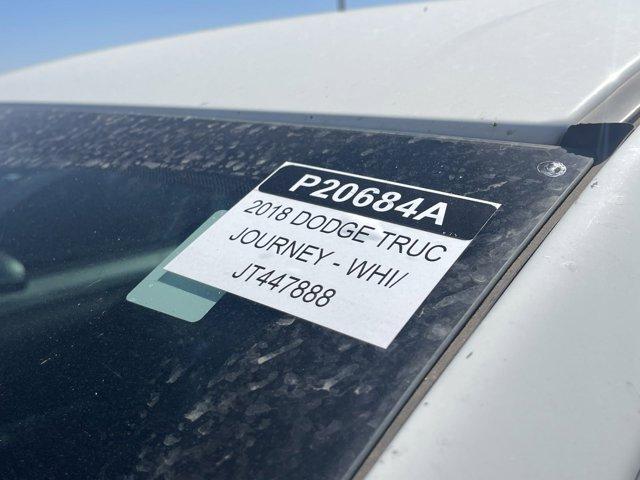 P20684A
2018 DODGE TRUC
JOURNEY - WHI/
JT447888